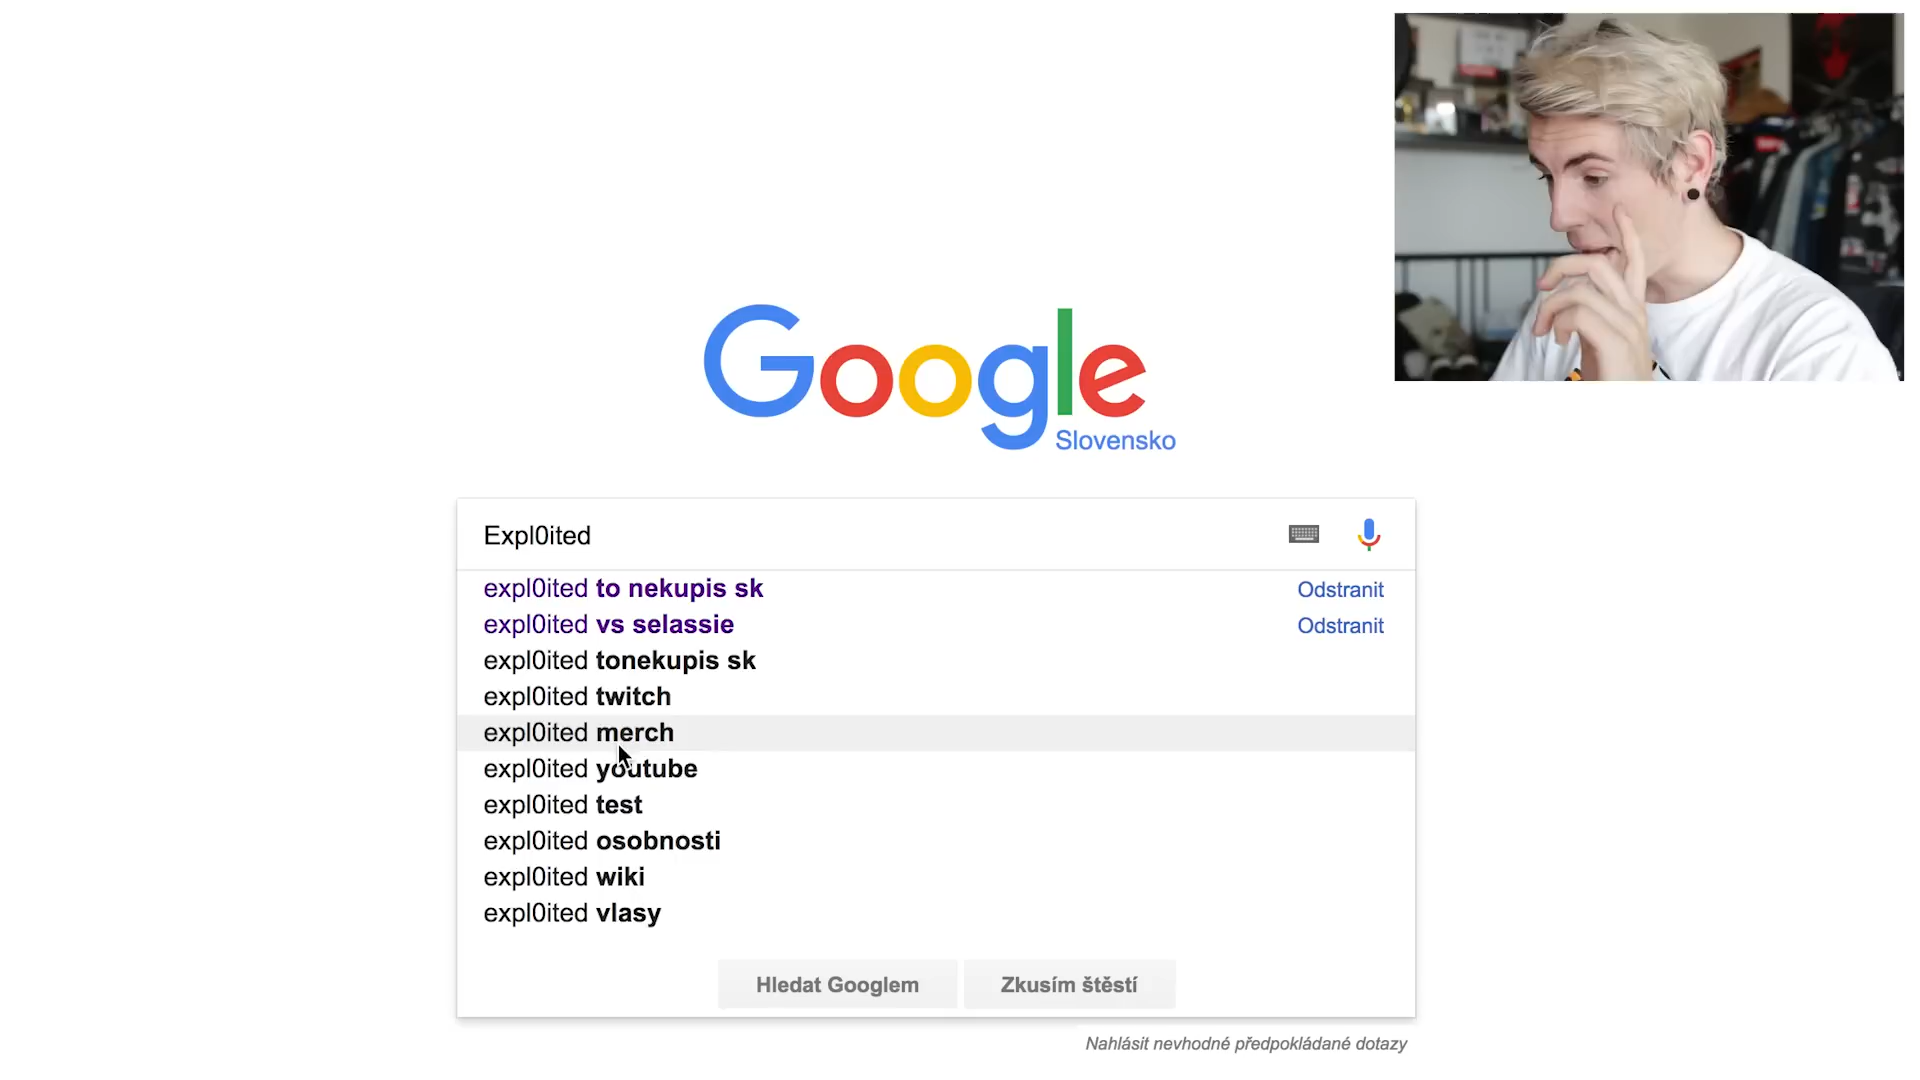 Google
Slovensko
Expl0ited
expl0ited to nekupis sk
Odstranit
expl0ited vs selassie
Odstranit
expl0ited tonekupis sk
expl0ited twitch
expl0ited merch
expl0ited youtube
expl0ited test
expl0ited osobnosti
expl0ited wiki
expl0ited vlasy
Hledat Googlem
Zkusím štěstí
Nahlásit nevhodné předpokládané dotazy